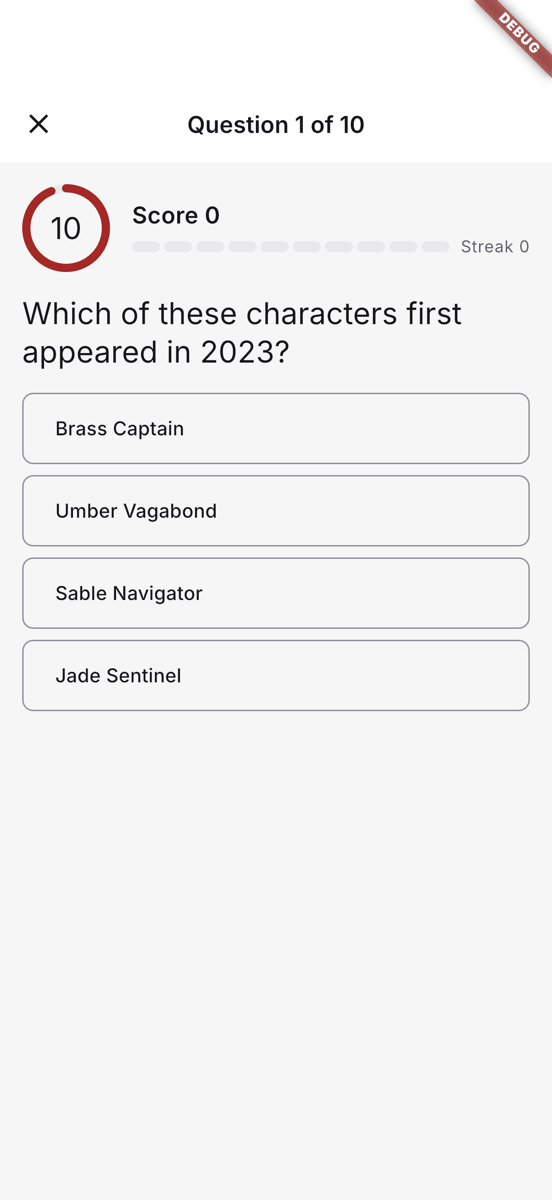 DEBUG
Question 1 of 10
10
Score 0
Streak 0
Which of these characters first
appeared in 2023?
Brass Captain
Umber Vagabond
Sable Navigator
Jade Sentinel